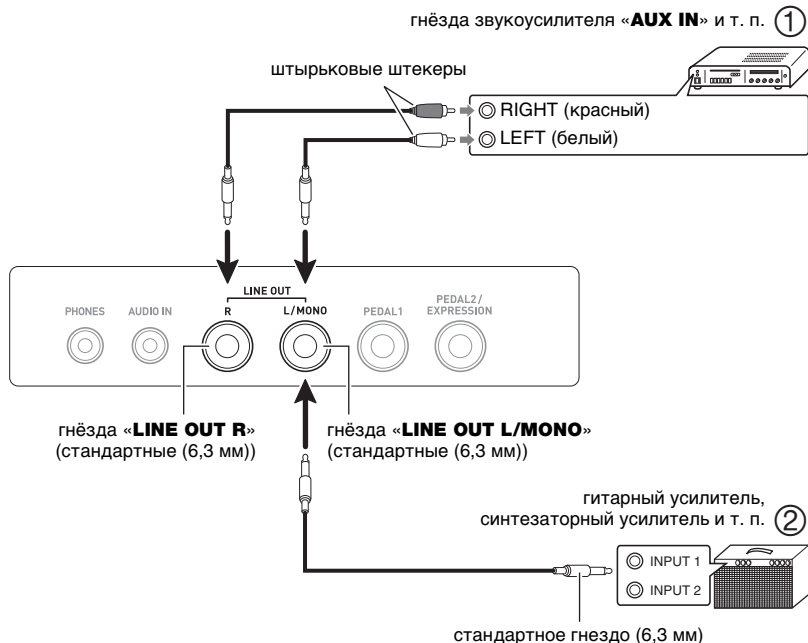 гнёзда звукоусилителя «AUX IN» и т. п. ①
штырьковые штекеры
RIGHT (красный)
LEFT (белый)
LINE OUT
PHONES
AUDIO IN
R
L/MONO
PEDAL1
PEDAL2/
EXPRESSION
гнёзда «LINE OUT R»
(стандартные (6,3 мм))
гнёзда «LINE OUT L/MONO»
(стандартные (6,3 мм))
гитарный усилитель,
синтезаторный усилитель и т. п. ②
INPUT 1
INPUT 2
стандартное гнездо (6,3 мм)